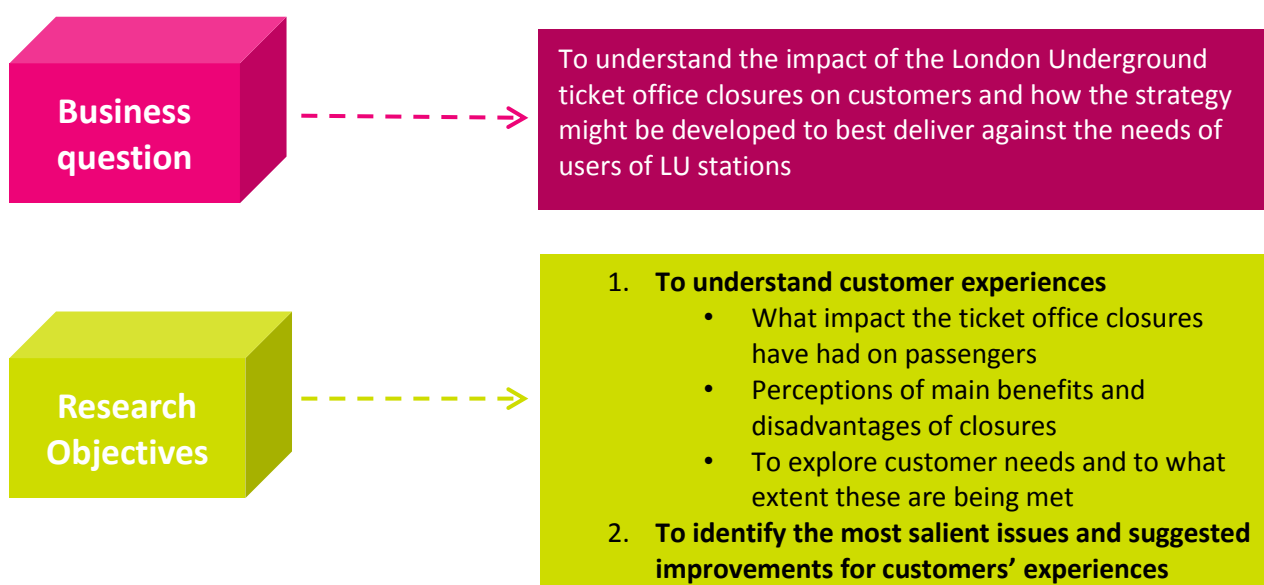 Business
question
To understand the impact of the London Underground
ticket office closures on customers and how the strategy
might be developed to best deliver against the needs of
users of LU stations
Research
Objectives
1. To understand customer experiences
• What impact the ticket office closures
have had on passengers
• Perceptions of main benefits and
disadvantages of closures
• To explore customer needs and to what
extent these are being met
2. To identify the most salient issues and suggested
improvements for customers’ experiences